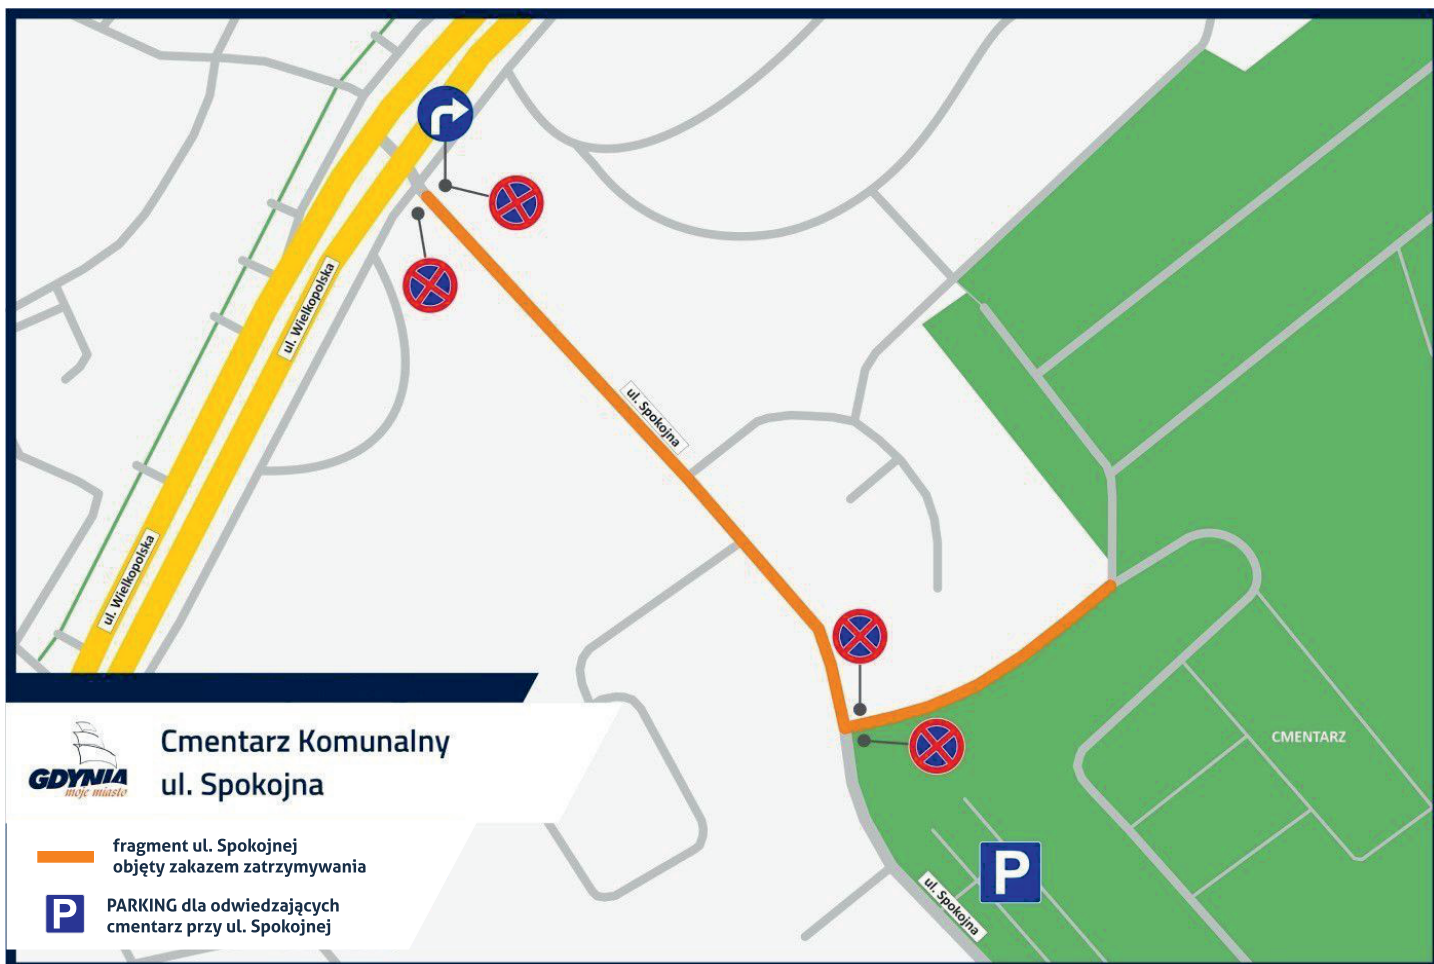 ul. Wielkopolska
ul. Spokojna
ul. Wielkopolska
CMENTARZ
P
ul. Spokojna
GDYNIA
moje miasto
Cmentarz Komunalny
ul. Spokojna
fragment ul. Spokojnej
objęty zakazem zatrzymywania
P
PARKING dla odwiedzających
cmentarz przy ul. Spokojnej